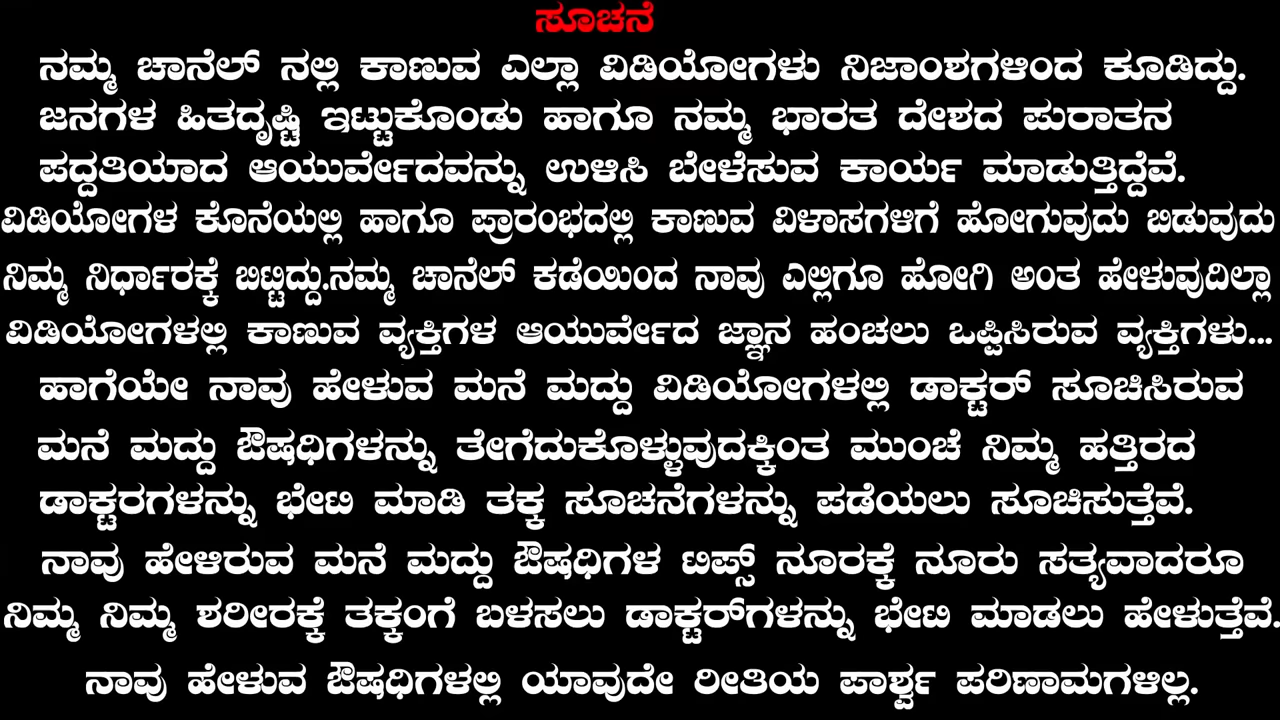 ಸೂಚನೆ
ನಮ್ಮ ಚಾನೆಲ್ ನಲ್ಲಿ ಕಾಣುವ ಎಲ್ಲಾ ವಿಡಿಯೋಗಳು ನಿಜಾಂಶಗಳಿಂದ ಕೂಡಿದ್ದು.
ಜನಗಳ ಹಿತದೃಷ್ಟಿ ಇಟ್ಟುಕೊಂಡು ಹಾಗೂ ನಮ್ಮ ಭಾರತ ದೇಶದ ಪುರಾತನ
ಪದ್ದತಿಯಾದ ಆಯುರ್ವೇದವನ್ನು ಉಳಿಸಿ ಬೇಳೆಸುವ ಕಾರ್ಯ ಮಾಡುತ್ತಿದ್ದೆವೆ.
ವಿಡಿಯೋಗಳ ಕೊನೆಯಲ್ಲಿ ಹಾಗೂ ಪ್ರಾರಂಭದಲ್ಲಿ ಕಾಣುವ ವಿಳಾಸಗಳಿಗೆ ಹೋಗುವುದು ಬಿಡುವುದು
ನಿಮ್ಮ ನಿರ್ಧಾರಕ್ಕೆ ಬಿಟ್ಟಿದ್ದು.ನಮ್ಮ ಚಾನೆಲ್ ಕಡೆಯಿಂದ ನಾವು ಎಲ್ಲಿಗೂ ಹೋಗಿ ಅಂತ ಹೇಳುವುದಿಲ್ಲಾ
ವಿಡಿಯೋಗಳಲ್ಲಿ ಕಾಣುವ ವ್ಯಕ್ತಿಗಳ ಆಯುರ್ವೇದ ಜ್ಞಾನ ಹಂಚಲು ಒಪ್ಪಿಸಿರುವ ವ್ಯಕ್ತಿಗಳು...
ಹಾಗೆಯೇ ನಾವು ಹೇಳುವ ಮನೆ ಮದ್ದು ವಿಡಿಯೋಗಳಲ್ಲಿ ಡಾಕ್ಟರ್ ಸೂಚಿಸಿರುವ
ಮನೆ ಮದ್ದು ಔಷಧಿಗಳನ್ನು ತೇಗೆದುಕೊಳ್ಳುವುದಕ್ಕಿಂತ ಮುಂಚೆ ನಿಮ್ಮ ಹತ್ತಿರದ
ಡಾಕ್ಟರಗಳನ್ನು ಭೇಟಿ ಮಾಡಿ ತಕ್ಕ ಸೂಚನೆಗಳನ್ನು ಪಡೆಯಲು ಸೂಚಿಸುತ್ತೆವೆ.
ನಾವು ಹೇಳಿರುವ ಮನೆ ಮದ್ದು ಔಷಧಿಗಳ ಟಿಪ್ಸ್ ನೂರಕ್ಕೆ ನೂರು ಸತ್ಯವಾದರೂ
ನಿಮ್ಮ ನಿಮ್ಮ ಶರೀರಕ್ಕೆ ತಕ್ಕಂಗೆ ಬಳಸಲು ಡಾಕ್ಟರ್‌ಗಳನ್ನು ಭೇಟಿ ಮಾಡಲು ಹೇಳುತ್ತೆವೆ.
ನಾವು ಹೇಳುವ ಔಷಧಿಗಳಲ್ಲಿ ಯಾವುದೇ ರೀತಿಯ ಪಾರ್ಶ್ವ ಪರಿಣಾಮಗಳಿಲ್ಲ.